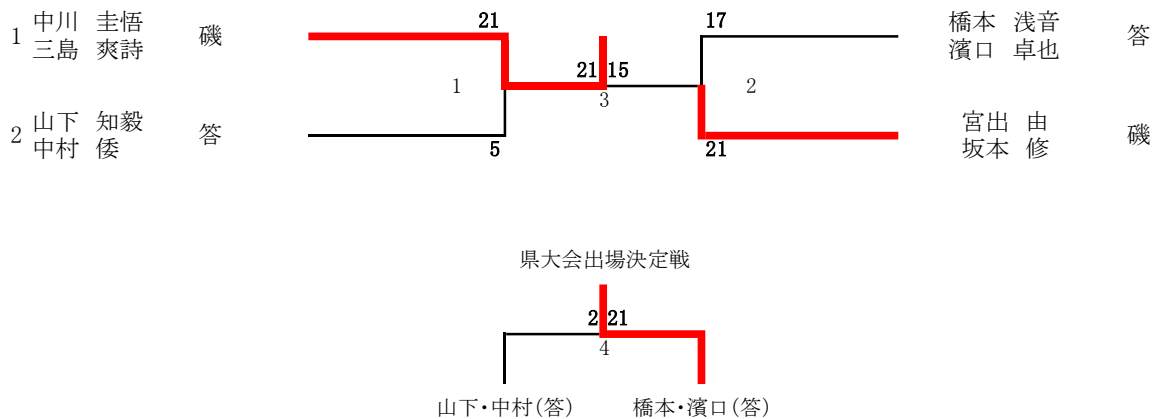 中川 圭悟
1 磯
三島 爽詩
21
17
橋本 浅音
答
濱口 卓也
1
21 15
3
2
山下 知毅
2 答
中村 倭
5
21
宮出 由
磯
坂本 修
県大会出場決定戦
2 21
4
山下・中村(答) 橋本・濱口(答)